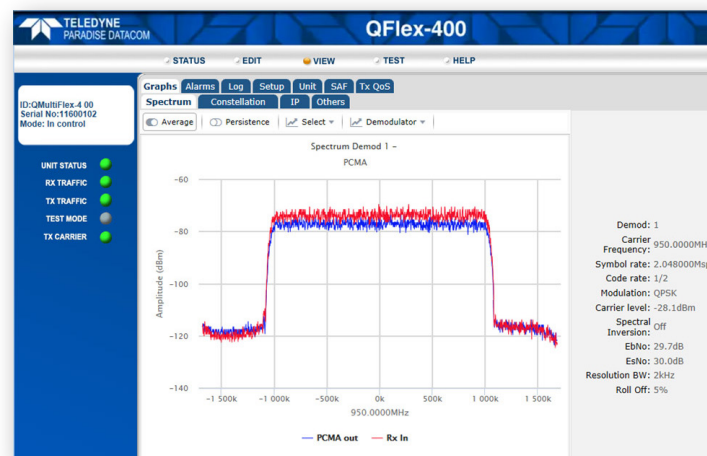 TELEDYNE
PARADISE DATACOM
QFlex-400
STATUS EDIT VIEW TEST HELP
ID:QMultiFlex-4 00
Serial No:11600102
Mode: In control
UNIT STATUS
RX TRAFFIC
TX TRAFFIC
TEST MODE
TX CARRIER
Graphs Alarms Log Setup Unit SAF Tx QoS
Spectrum Constellation IP Others
Average Persistence Select Demodulator
Spectrum Demod 1 -
PCMA
Amplitude (dBm)
-60
-80
-100
-120
-140
-1 500k -1 000k -500k 0k 500k 1 000k 1 500k
950.0000MHz
PCMA out Rx In
Demod: 1
Carrier Frequency: 950.0000MH
Symbol rate: 2.048000Msp
Code rate: 1/2
Modulation: QPSK
Carrier level: -28.1dBm
Spectral Inversion: Off
EbNo: 29.7dB
EsNo: 30.0dB
Resolution BW: 2kHz
Roll Off: 5%